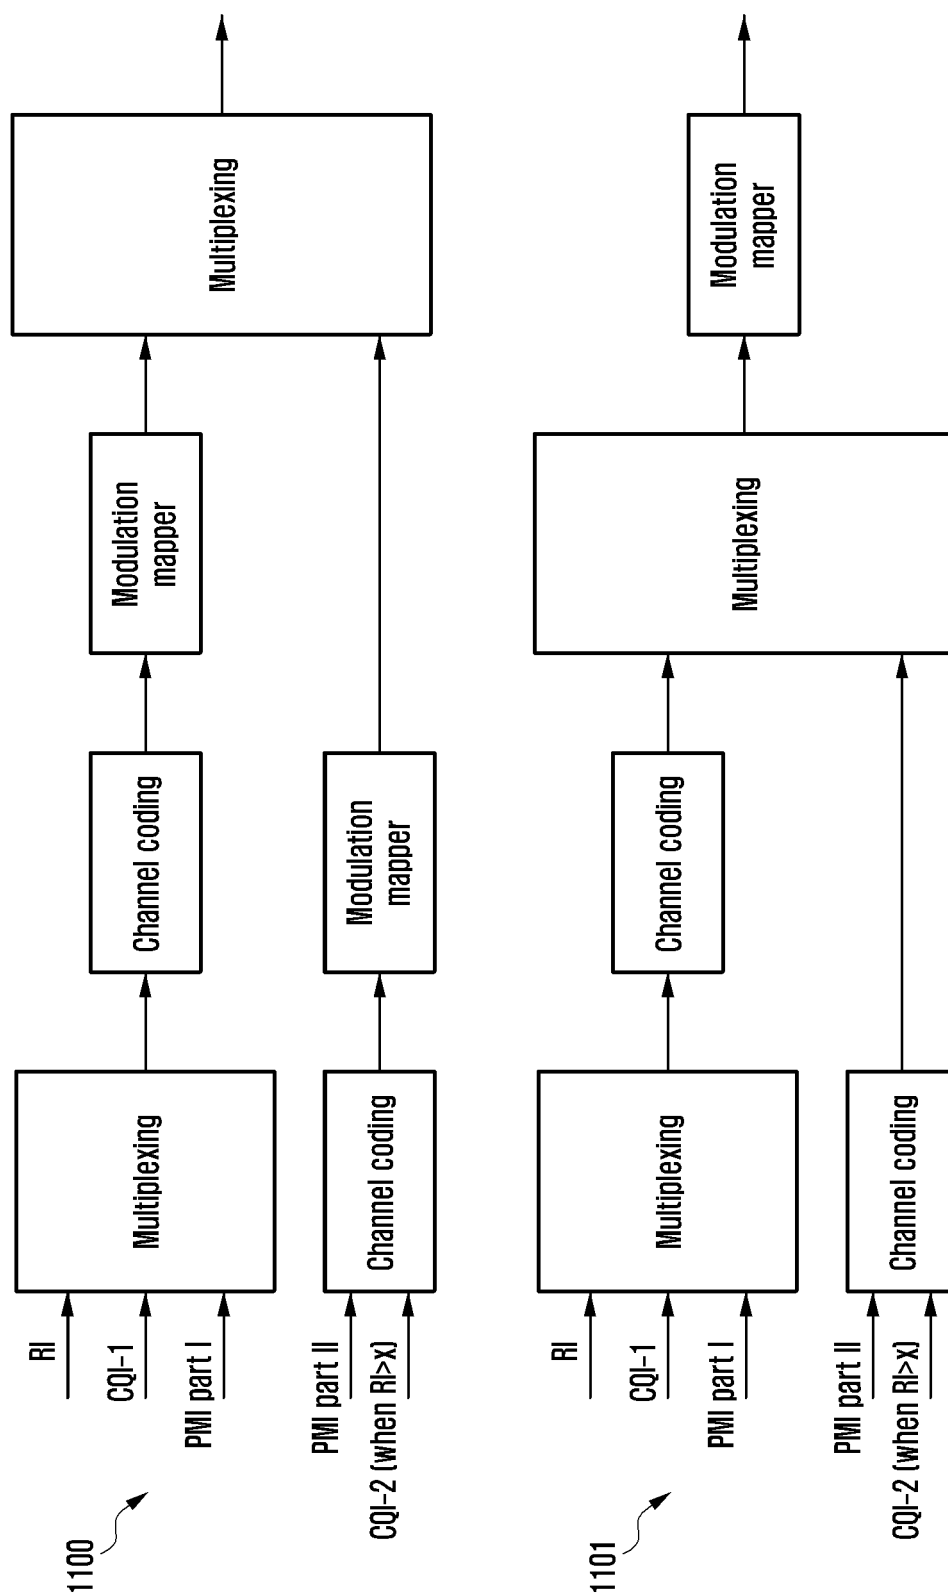 1100
RI
CQI-1
PMI part I
Multiplexing
Channel coding
Modulation
mapper
Multiplexing
PMI part II
CQI-2 (when RI>x)
Channel coding
Modulation
mapper
1101
RI
CQI-1
PMI part I
Multiplexing
Channel coding
Multiplexing
Modulation
mapper
PMI part II
CQI-2 (when RI>x)
Channel coding